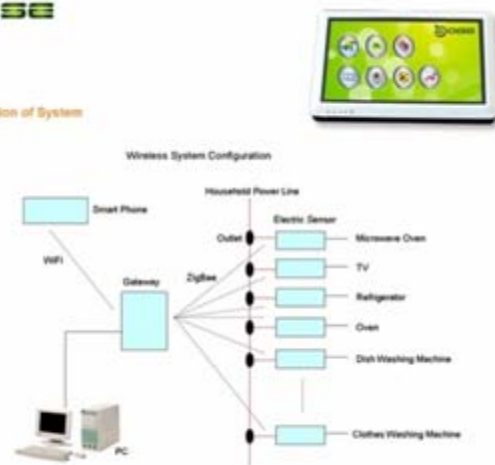 ion of System
Wireless System Configuration
Household Power Line
Smart Phone
Electric Sensor
Outlet
Microwave Oven
WiFi
ZigBee
TV
Gateway
Refrigerator
Oven
Dish Washing Machine
Clothes Washing Machine
PC